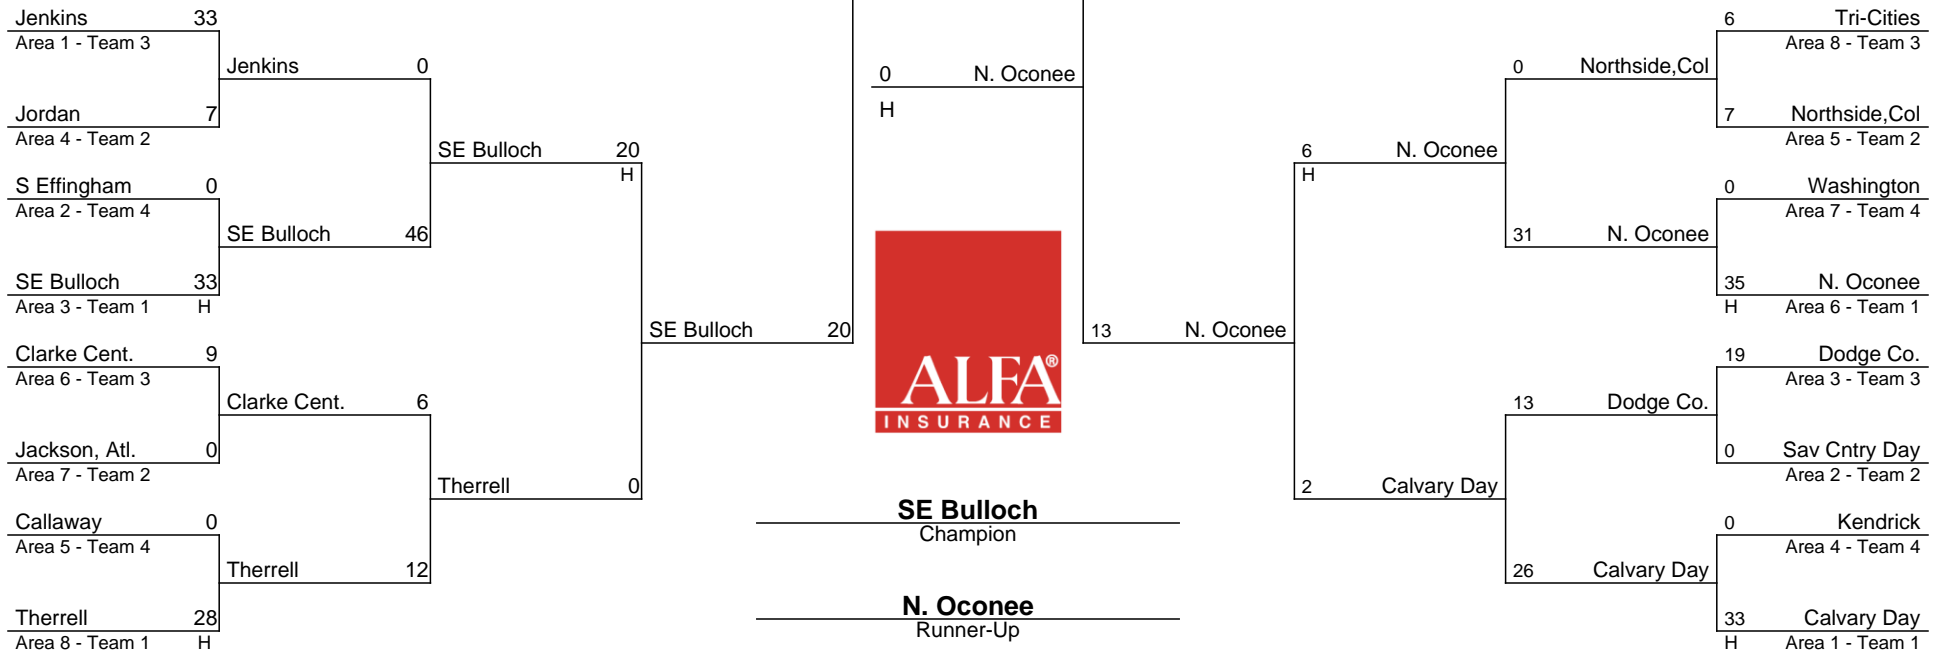 Jenkins 33
Area 1 - Team 3
Jenkins 0
Jordan 7
Area 4 - Team 2
SE Bulloch 20
H
S Effingham 0
Area 2 - Team 4
SE Bulloch 46
SE Bulloch 33
Area 3 - Team 1 H
SE Bulloch 20
Clarke Cent. 9
Area 6 - Team 3
Clarke Cent. 6
Jackson, Atl. 0
Area 7 - Team 2
Therrell 0
Callaway 0
Area 5 - Team 4
Therrell 12
Therrell 28
Area 8 - Team 1 H
0 N. Oconee
H
ALFA®
INSURANCE
SE Bulloch
Champion
N. Oconee
Runner-Up
6 Tri-Cities
Area 8 - Team 3
0 Northside,Col
7 Northside,Col
Area 5 - Team 2
6 N. Oconee
H
0 Washington
Area 7 - Team 4
31 N. Oconee
35 N. Oconee
H Area 6 - Team 1
13 N. Oconee
19 Dodge Co.
Area 3 - Team 3
13 Dodge Co.
0 Sav Cntry Day
Area 2 - Team 2
2 Calvary Day
0 Kendrick
Area 4 - Team 4
26 Calvary Day
33 Calvary Day
H Area 1 - Team 1